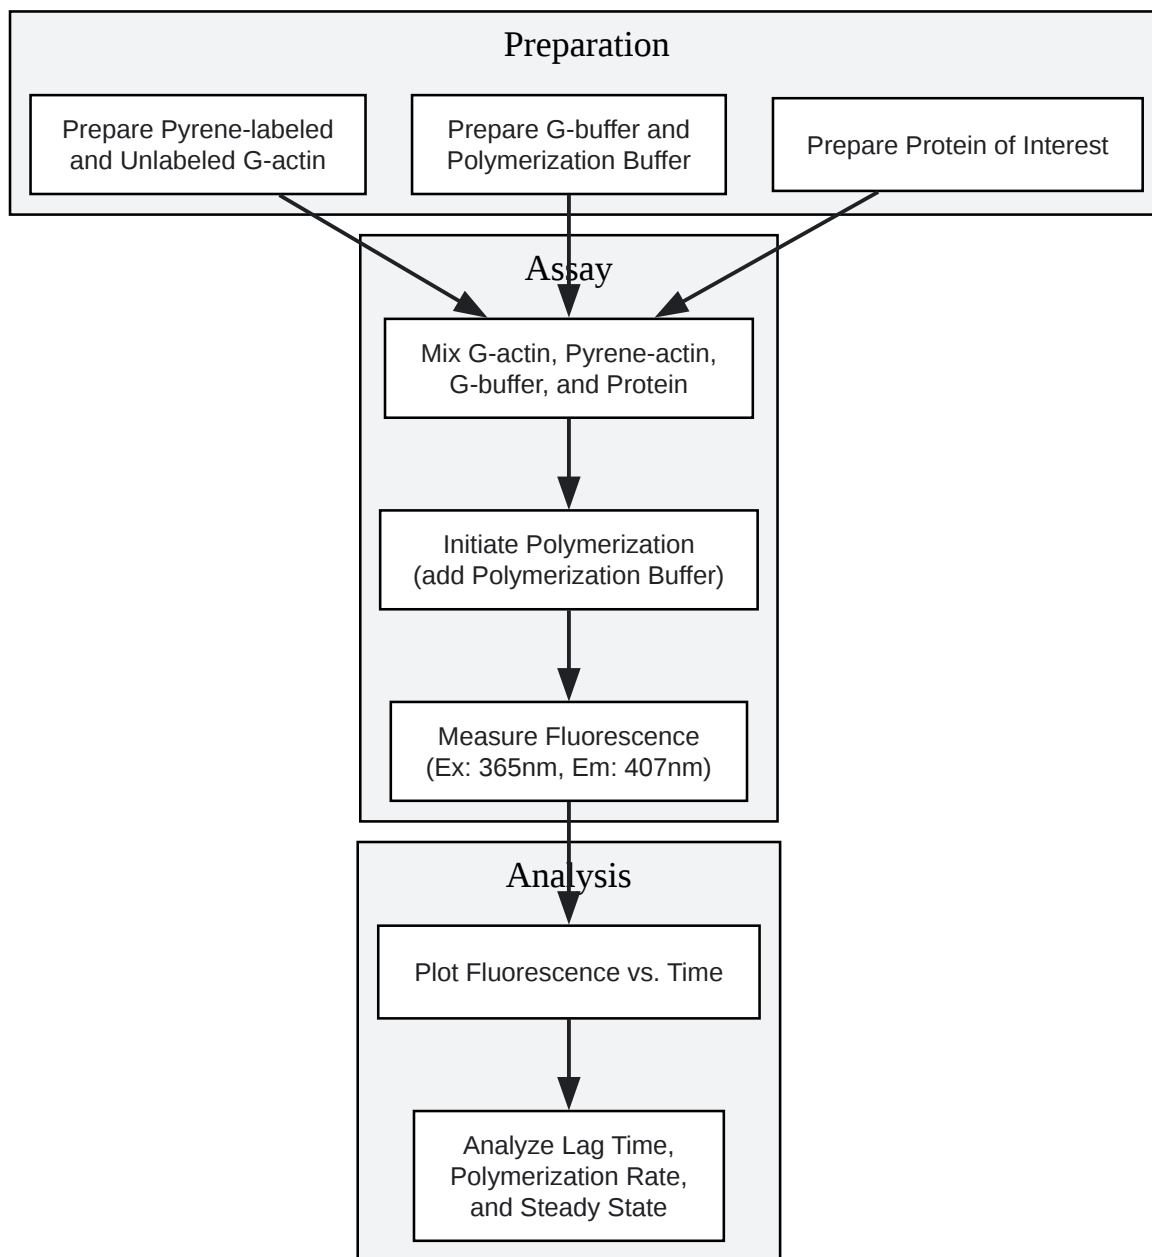 Preparation
Prepare Pyrene-labeled
and Unlabeled G-actin
Prepare G-buffer and
Polymerization Buffer
Prepare Protein of Interest
Assay
Mix G-actin, Pyrene-actin,
G-buffer, and Protein
Initiate Polymerization
(add Polymerization Buffer)
Measure Fluorescence
(Ex: 365nm, Em: 407nm)
Analysis
Plot Fluorescence vs. Time
Analyze Lag Time,
Polymerization Rate,
and Steady State